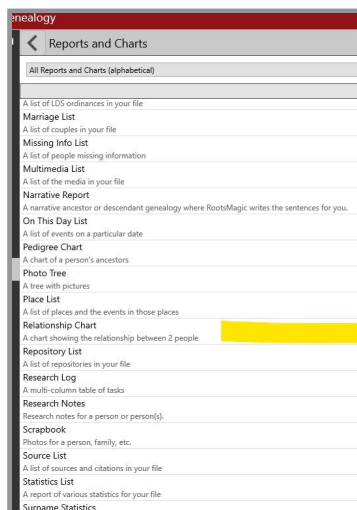 enealogy
Reports and Charts
All Reports and Charts (alphabetical)
A list of LDS ordinances in your file
Marriage List
A list of couples in your file
Missing Info List
A list of people missing information
Multimedia List
A list of the media in your file
Narrative Report
A narrative ancestor or descendant genealogy where RootsMagic writes the sentences for you.
On This Day List
A list of events on a particular date
Pedigree Chart
A chart of a person's ancestors
Photo Tree
A tree with pictures
Place List
A list of places and the events in those places
Relationship Chart
A chart showing the relationship between 2 people
Repository List
A list of repositories in your file
Research Log
A multi-column table of tasks
Research Notes
Research notes for a person or person(s).
Scrapbook
Photos for a person, family, etc.
Source List
A list of sources and citations in your file
Statistics List
A report of various statistics for your file
Surname Statistics